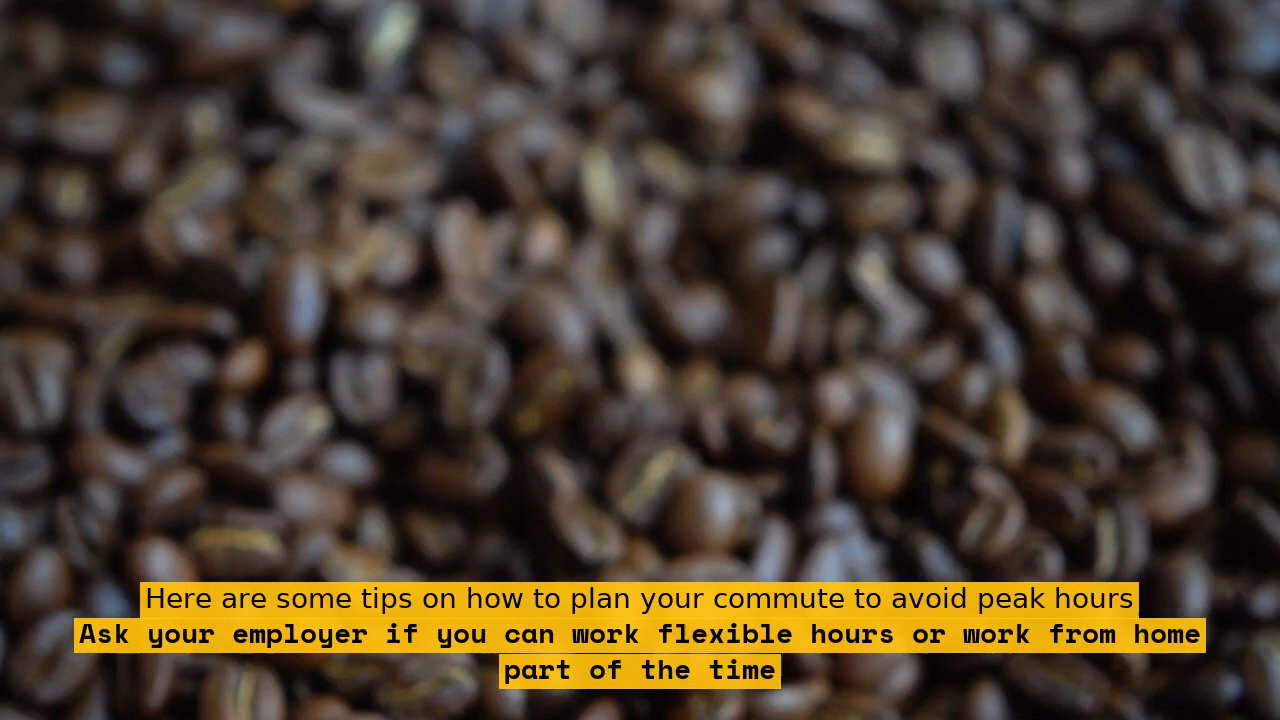 Here are some tips on how to plan your commute to avoid peak hours
Ask your employer if you can work flexible hours or work from home
part of the time